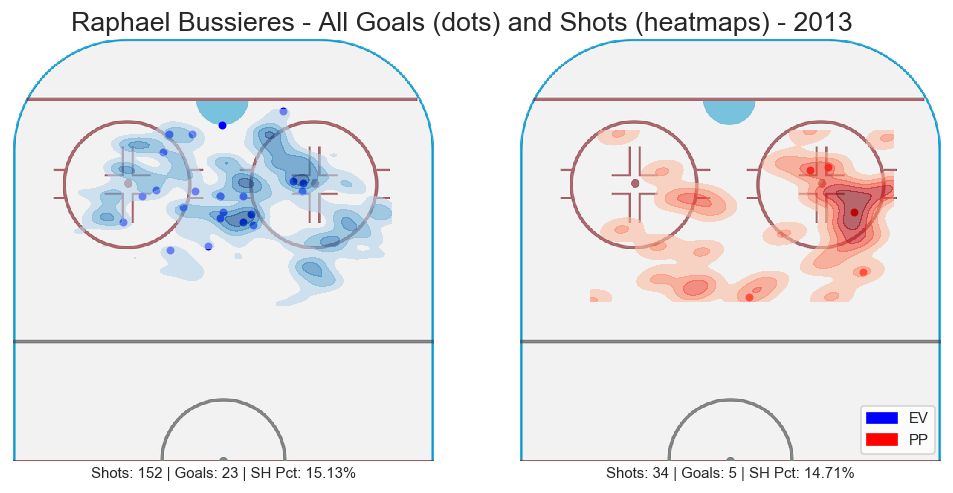 Raphael Bussieres - All Goals (dots) and Shots (heatmaps) - 2013
EV
PP
Shots: 152 | Goals: 23 | SH Pct: 15.13%
Shots: 34 | Goals: 5 | SH Pct: 14.71%